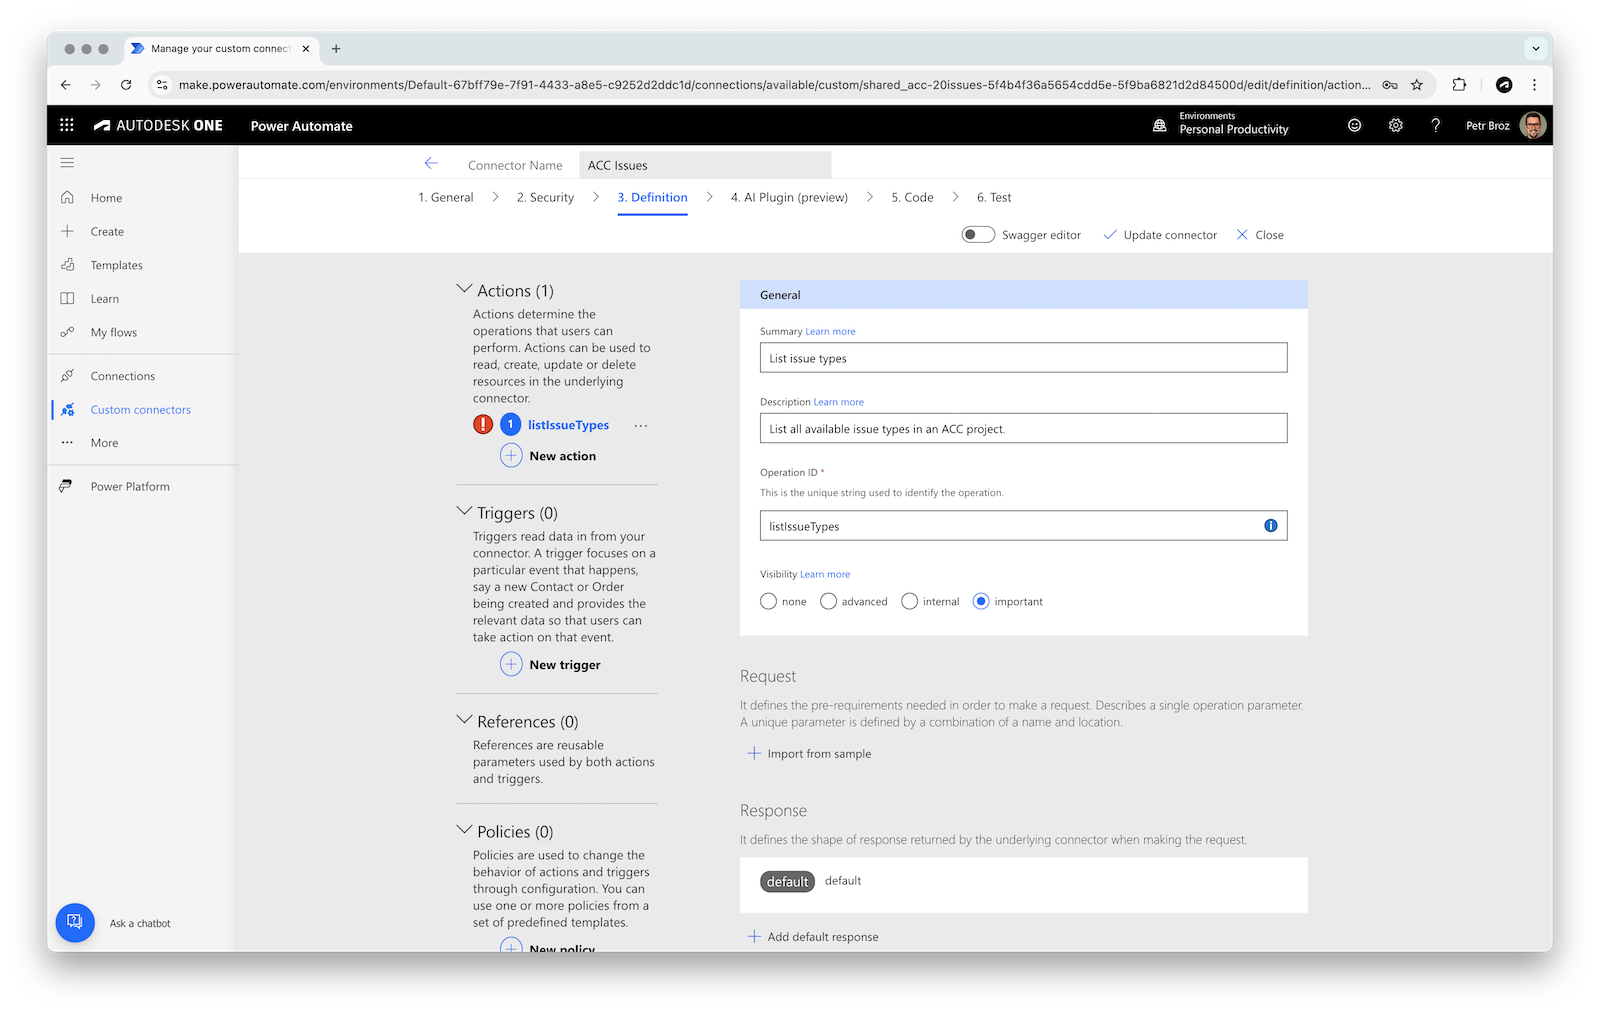 Manage your custom connect
make.powerautomate.com/environments/Default-67bff79e-7f91-4433-a8e5-c9252d2ddc1d/connections/available/custom/shared_acc-20issues-5f4b4f36a5654cdd5e-5f9ba6821d2d84500d/edit/definition/action...
AUTODESK ONE
Power Automate
Environments
Personal Productivity
?
Petr Broz
Home
Create
Templates
Learn
My flows
Connections
Custom connectors
More
Power Platform
Ask a chatbot
Connector Name
ACC Issues
1. General
2. Security
3. Definition
4. AI Plugin (preview)
5. Code
6. Test
Swagger editor
Update connector
Close
Actions (1)
Actions determine the
operations that users can
perform. Actions can be used to
read, create, update or delete
resources in the underlying
connector.
! 1 listIssueTypes ...
New action
Triggers (0)
Triggers read data in from your
connector. A trigger focuses on a
particular event that happens,
say a new Contact or Order
being created and provides the
relevant data so that users can
take action on that event.
New trigger
References (0)
References are reusable
parameters used by both actions
and triggers.
Policies (0)
Policies are used to change the
behavior of actions and triggers
through configuration. You can
use one or more policies from a
set of predefined templates.
New policy
General
Summary Learn more
List issue types
Description Learn more
List all available issue types in an ACC project.
Operation ID *
This is the unique string used to identify the operation.
listIssueTypes
Visibility Learn more
none
advanced
internal
important
Request
It defines the pre-requirements needed in order to make a request. Describes a single operation parameter.
A unique parameter is defined by a combination of a name and location.
Import from sample
Response
It defines the shape of response returned by the underlying connector when making the request.
default default
Add default response